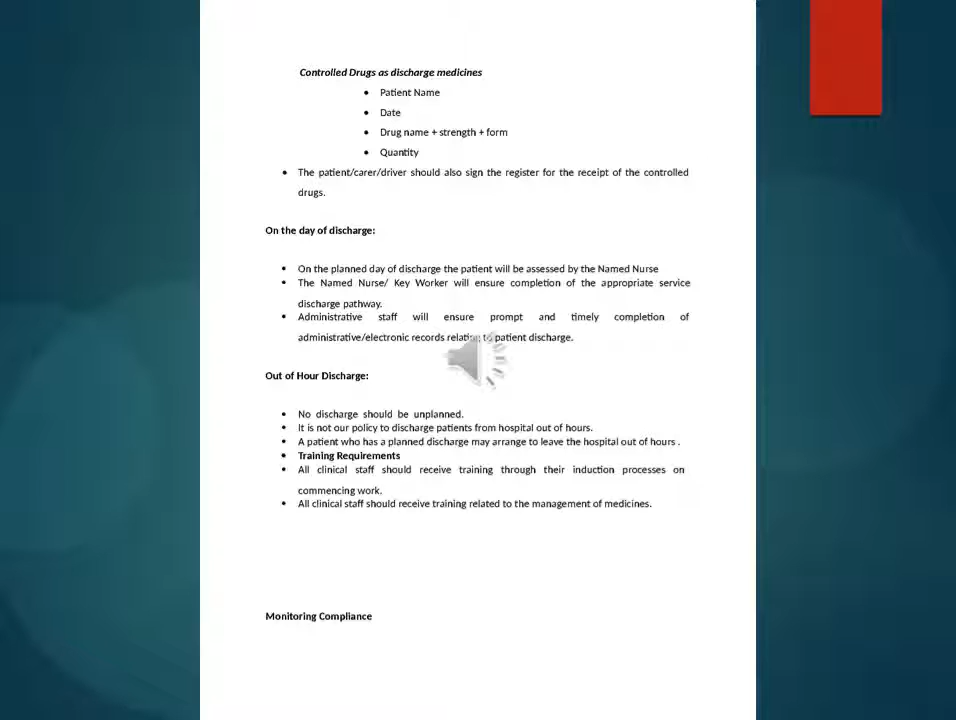 Controlled Drugs as discharge medicines
• Patient Name
• Date
• Drug name + strength + form
• Quantity
• The patient/carer/driver should also sign the register for the receipt of the controlled
drugs.
On the day of discharge:
• On the planned day of discharge the patient will be assessed by the Named Nurse
• The Named Nurse/ Key Worker will ensure completion of the appropriate service
discharge pathway.
• Administrative staff will ensure prompt and timely completion of
administrative/electronic records relating to patient discharge.
Out of Hour Discharge:
• No discharge should be unplanned.
• It is not our policy to discharge patients from hospital out of hours.
• A patient who has a planned discharge may arrange to leave the hospital out of hours .
• Training Requirements
• All clinical staff should receive training through their induction processes on
commencing work.
• All clinical staff should receive training related to the management of medicines.
Monitoring Compliance